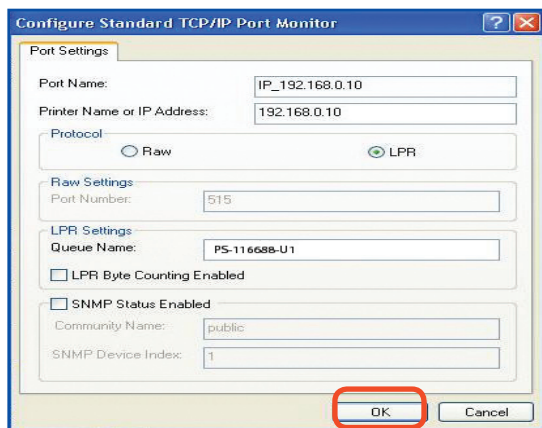 Configure Standard TCP/IP Port Monitor
Port Settings
Port Name: IP_192.168.0.10
Printer Name or IP Address: 192.168.0.10
Protocol
Raw LPR
Raw Settings
Port Number: 515
LPR Settings
Queue Name: PS-116688-U1
LPR Byte Counting Enabled
SNMP Status Enabled
Community Name: public
SNMP Device Index: 1
OK Cancel